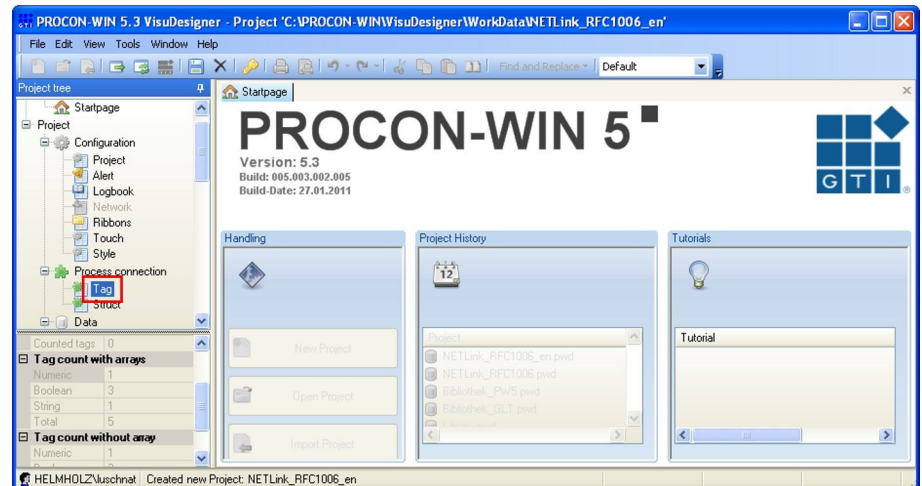 PROCON-WIN 5.3 VisuDesigner - Project 'C:\PROCON-WIN\VisuDesigner\WorkData\NETLink_RFC1006_en'
File Edit View Tools Window Help
Find and Replace Default
Project tree
Startpage
Project
Configuration
Project
Alert
Logbook
Network
Ribbons
Touch
Style
Process connection
Tag
Struct
Data
Counted tags 0
Tag count with arrays
Numeric 1
Boolean 3
String 1
Total 5
Tag count without array
Numeric 1
Startpage
PROCON-WIN 5
Version: 5.3
Build: 005.003.002.005
Build-Date: 27.01.2011
GTI
Handling
New Project
Open Project
Import Project
Project History
12
Project
NETLink_RFC1006_en.pwd
NETLink_RFC1006.pwd
Bibliothek_PW5.pwd
Bibliothek_GLT.pwd
Tutorials
Tutorial
HELMHOLZ\luschnat Created new Project: NETLink_RFC1006_en